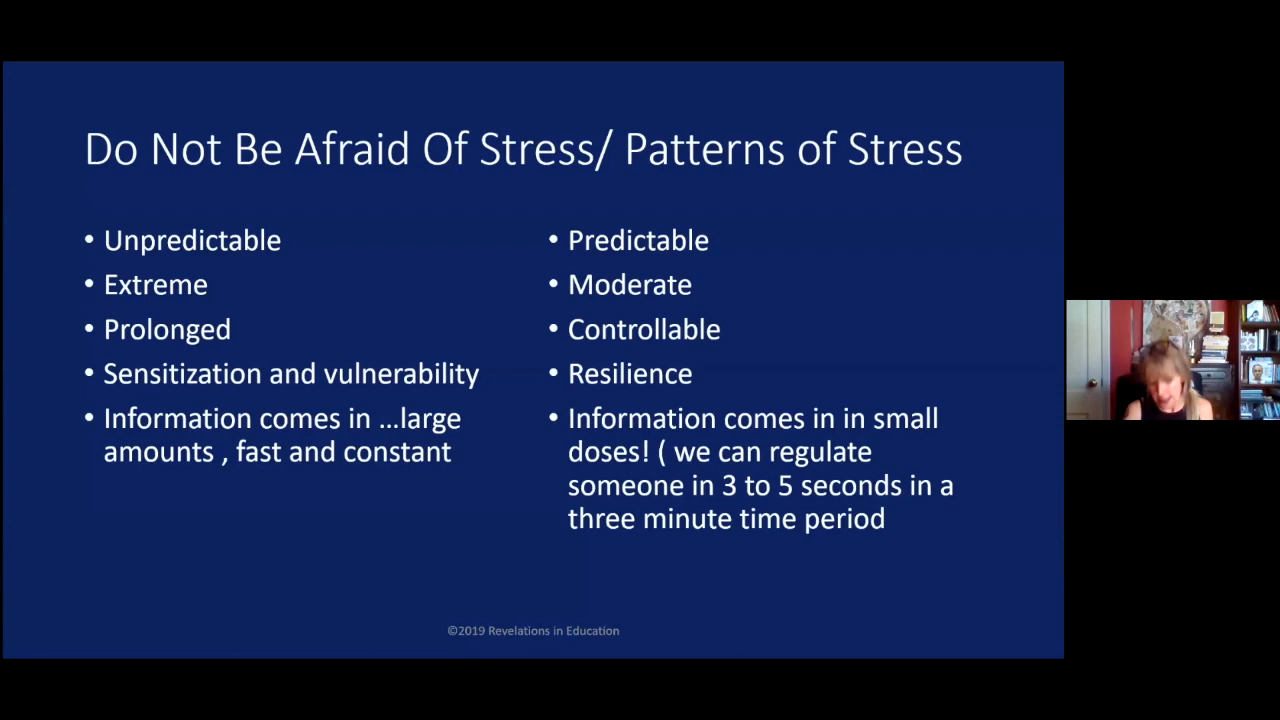 Do Not Be Afraid Of Stress/ Patterns of Stress
• Unpredictable
• Extreme
• Prolonged
• Sensitization and vulnerability
• Information comes in …large
amounts , fast and constant
• Predictable
• Moderate
• Controllable
• Resilience
• Information comes in in small
doses! ( we can regulate
someone in 3 to 5 seconds in a
three minute time period
©2019 Revelations in Education